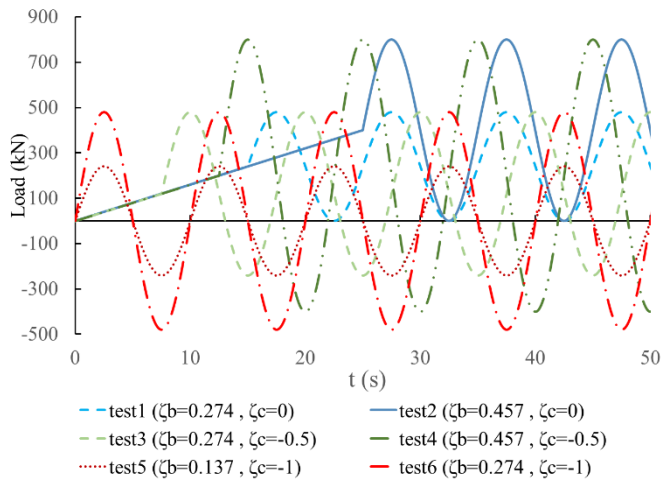 900
700
500
300
100
-100
-300
-500
Load (kN)
0 10 20 30 40 50
t (s)
test1 (ζb=0.274 , ζc=0) test2 (ζb=0.457 , ζc=0)
test3 (ζb=0.274 , ζc=-0.5) test4 (ζb=0.457 , ζc=-0.5)
test5 (ζb=0.137 , ζc=-1) test6 (ζb=0.274 , ζc=-1)